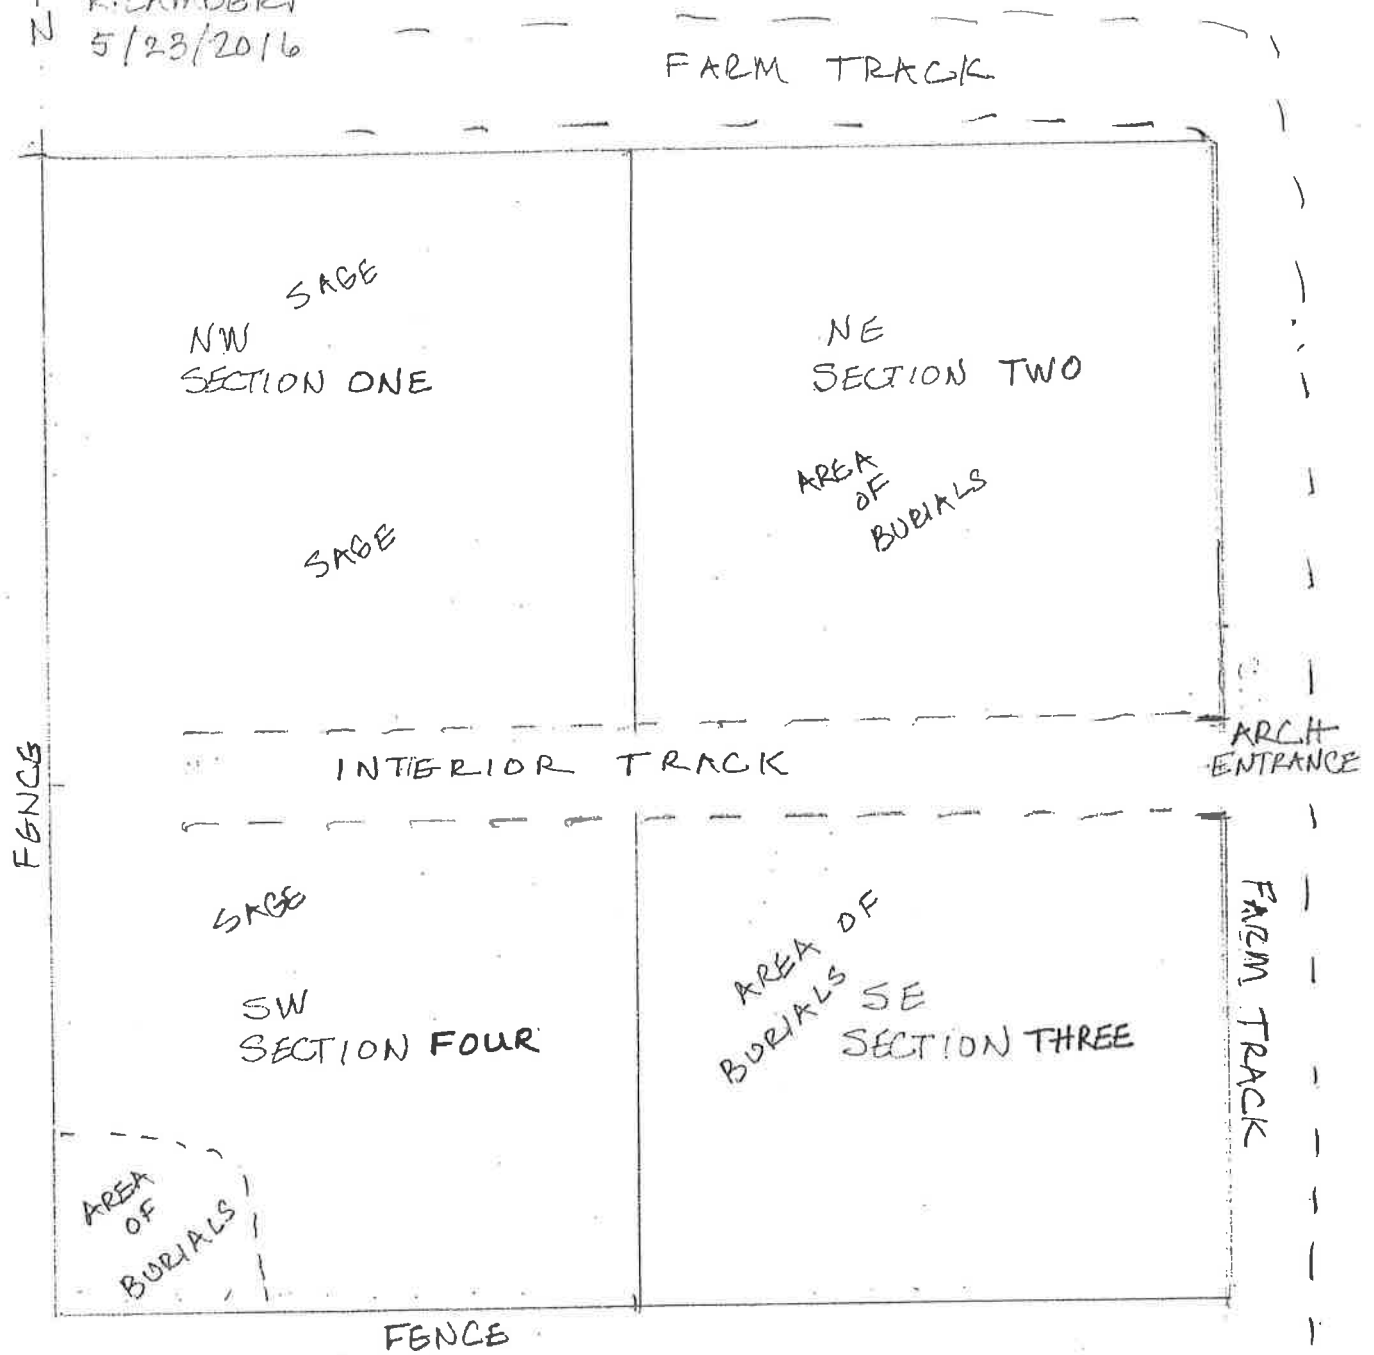 N
R. LAMBERT
5/23/2016
FARM TRACK
SAGE
NW
SECTION ONE
SAGE
NE
SECTION TWO
AREA
OF
BURIALS
ARCH
ENTRANCE
INTERIOR TRACK
FENCE
SAGE
SW
SECTION FOUR
AREA OF
BURIALS
SE
SECTION THREE
FARM TRACK
AREA
OF
BURIALS
FENCE